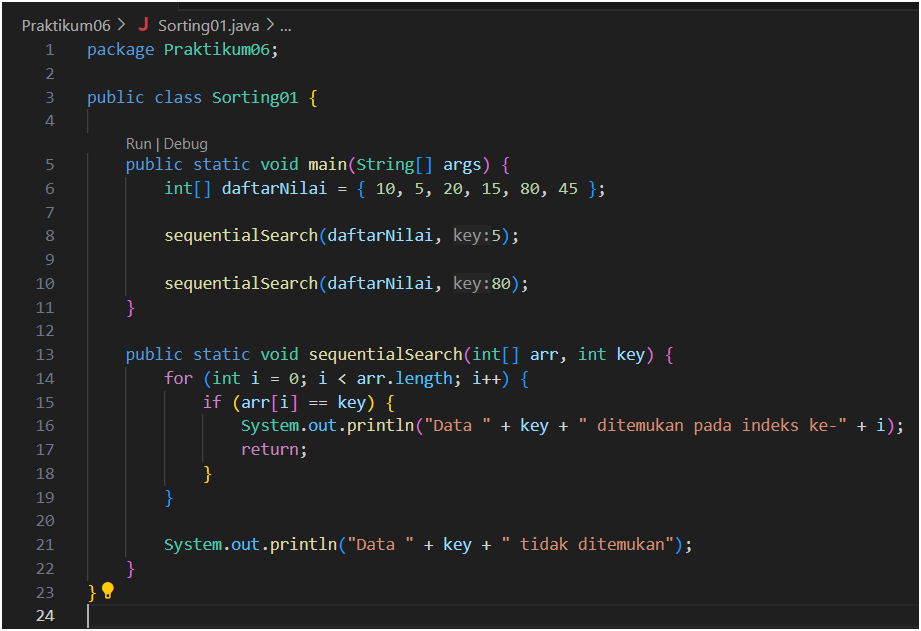 Praktikum06 > J Sorting01.java > ...
1 package Praktikum06;
2
3 public class Sorting01 {
4
Run | Debug
5 public static void main(String[] args) {
6 int[] daftarNilai = { 10, 5, 20, 15, 80, 45 };
7
8 sequentialSearch(daftarNilai, key:5);
9
10 sequentialSearch(daftarNilai, key:80);
11 }
12
13 public static void sequentialSearch(int[] arr, int key) {
14 for (int i = 0; i < arr.length; i++) {
15 if (arr[i] == key) {
16 System.out.println("Data " + key + " ditemukan pada indeks ke-" + i);
17 return;
18 }
19 }
20
21 System.out.println("Data " + key + " tidak ditemukan");
22 }
23 }
24